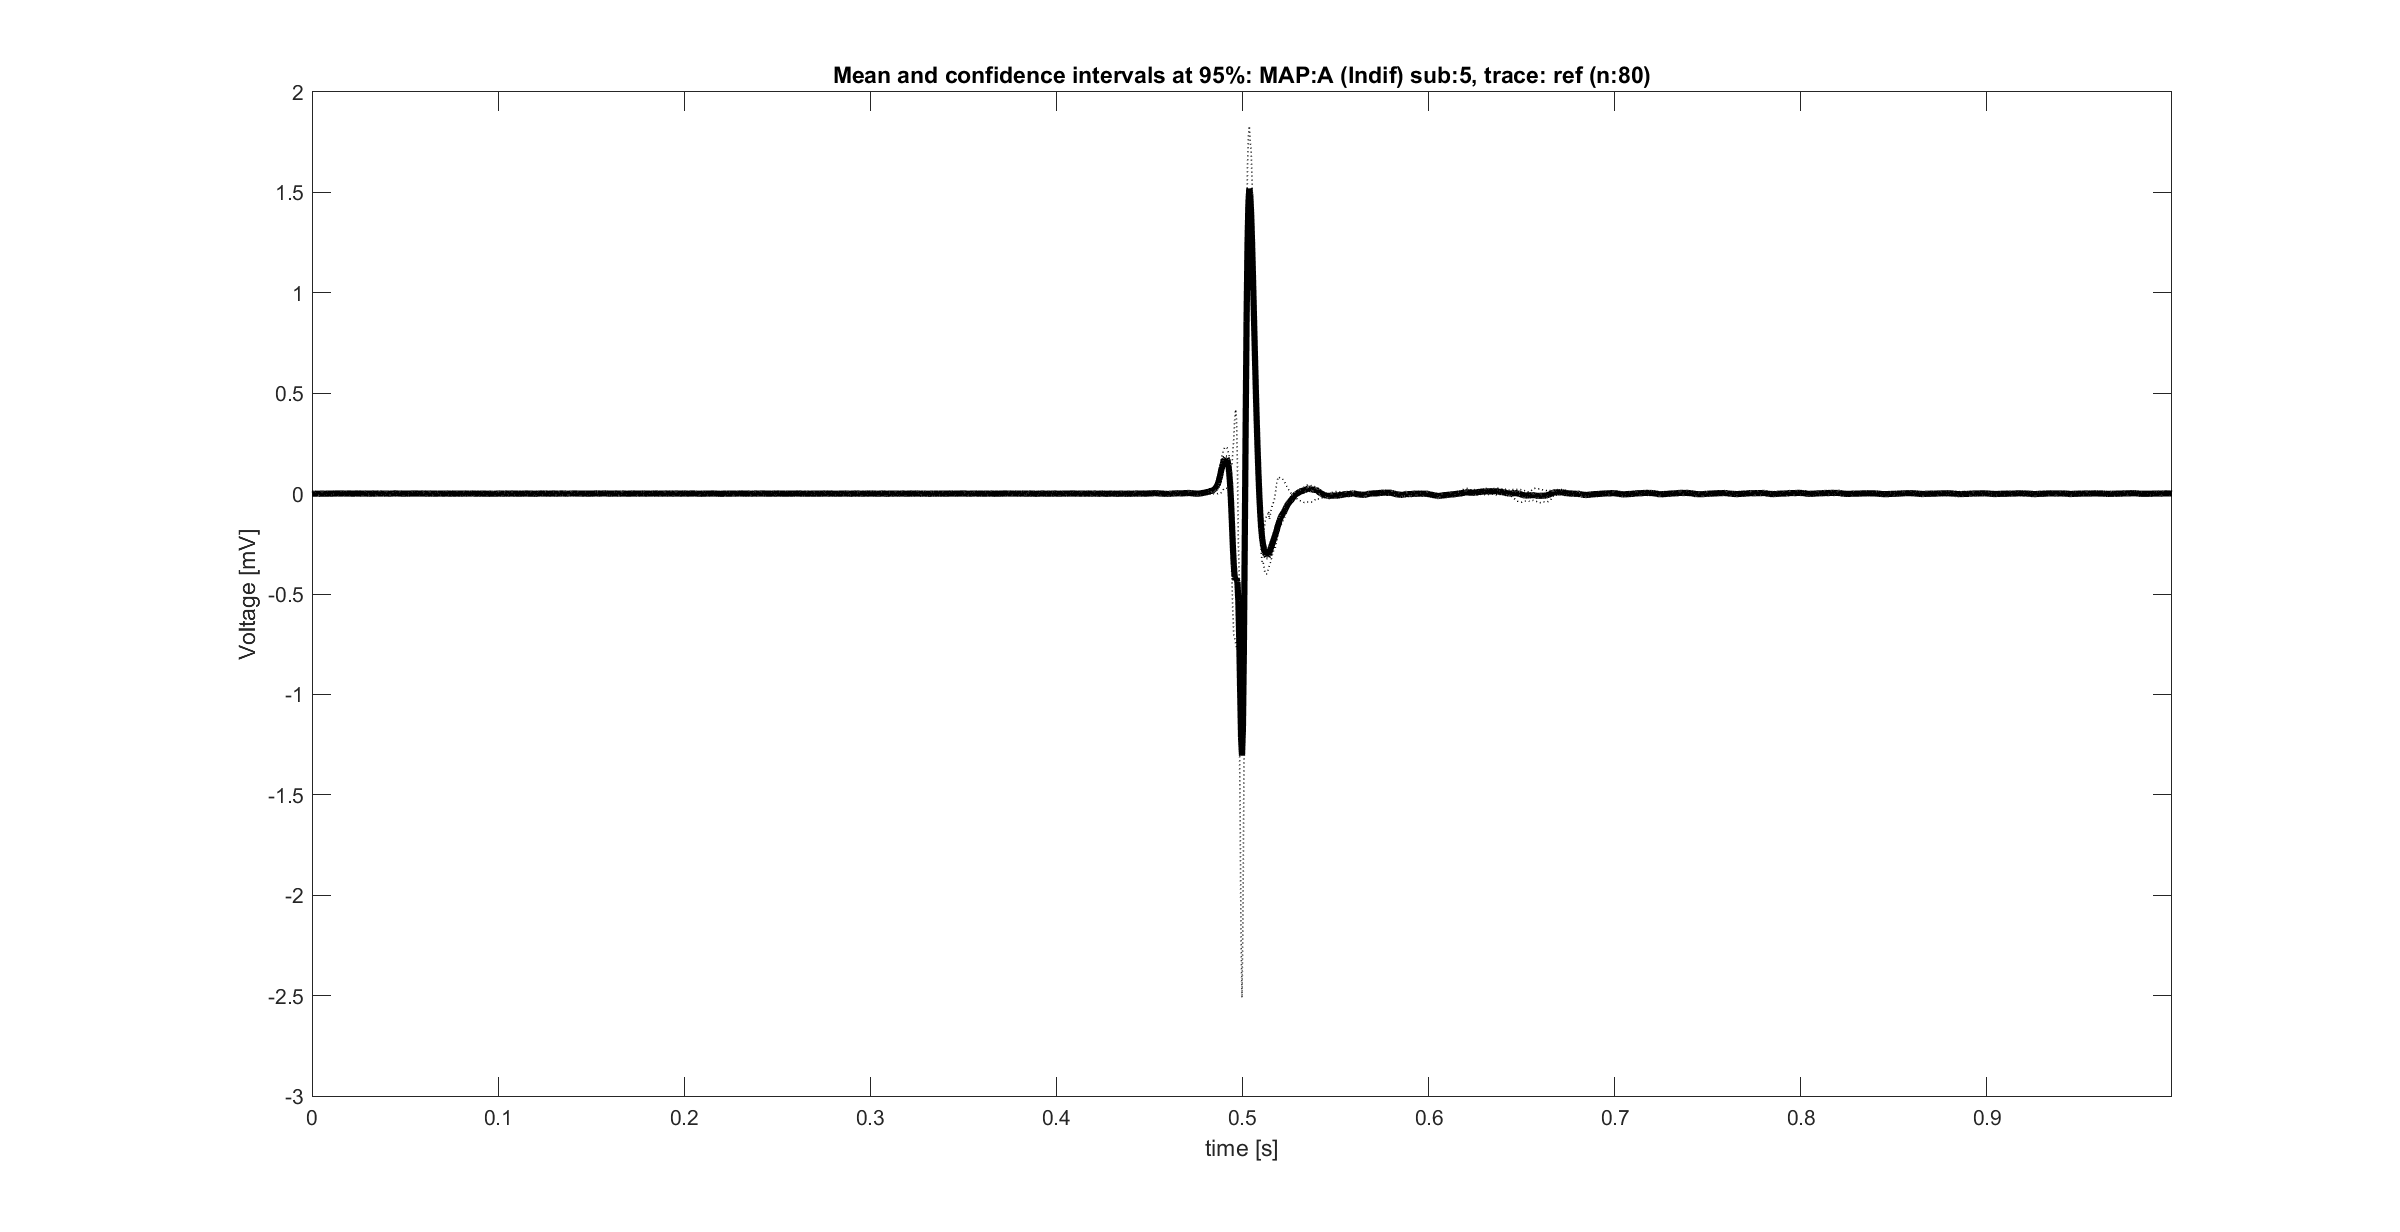 Mean and confidence intervals at 95%: MAP:A (Indif) sub:5, trace: ref (n:80)
2
1.5
1
0.5
0
-0.5
-1
-1.5
-2
-2.5
-3
Voltage [mV]
0 0.1 0.2 0.3 0.4 0.5 0.6 0.7 0.8 0.9
time [s]